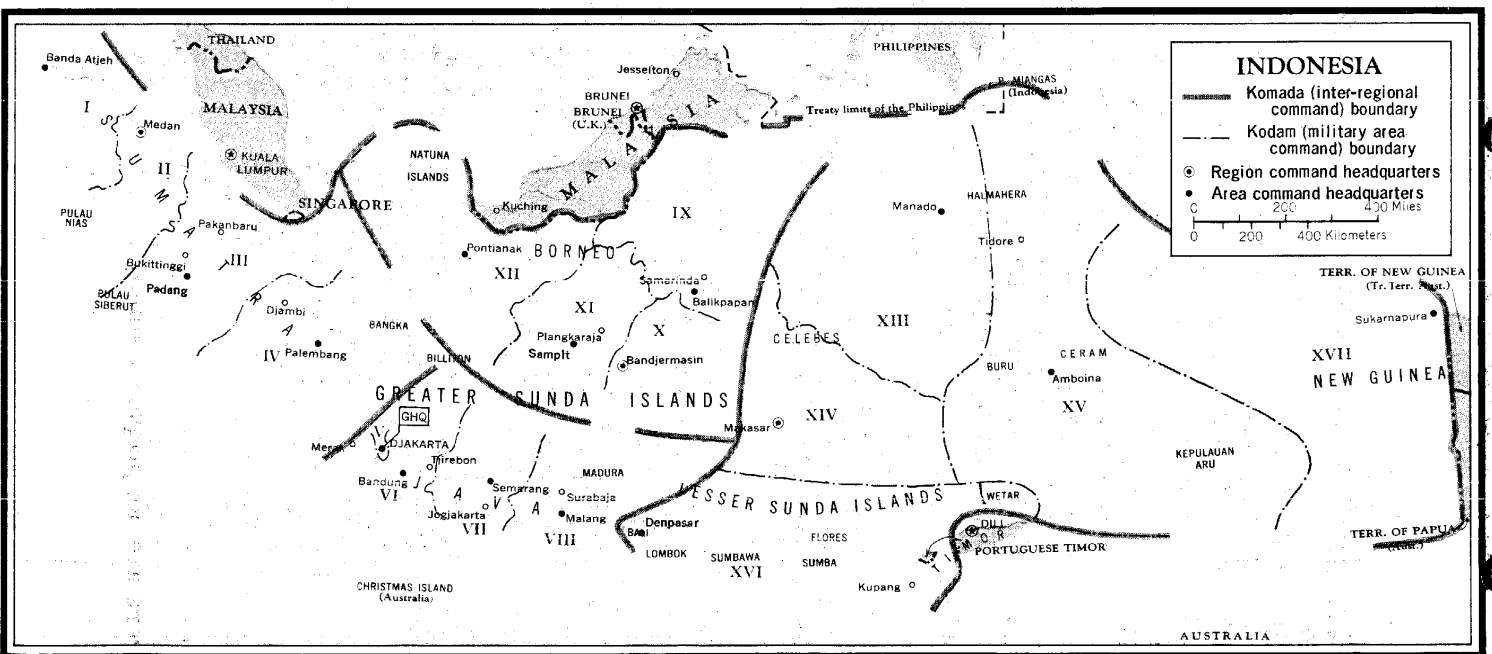 INDONESIA
Komada (inter-regional
command) boundary
Kodam (military area
command) boundary
Region command headquarters
Area command headquarters
0 200 400 Miles
0 200 400 Kilometers
THAILAND
Banda Atjeh
MALAYSIA
I
Medan
II
KUALA
LUMPUR
SUMATRA
PULAU
NIAS
SINGAPORE
Pakanbaru
Bukittinggi
III
Padang
PULAU
SIBERUT
Djambi
IV
Palembang
BANGKA
BILLITON
NATUNA
ISLANDS
Jesselton
BRUNEI
BRUNEI
(U.K.)
MALAYSIA
Kuching
PHILIPPINES
P. MIANGAS
(Indonesia)
Treaty limits of the Philippines
IX
Pontianak
BORNEO
XII
Samarinda
Balikpapan
XI
X
Plangkaraja
Sampit
Bandjermasin
GREATER SUNDA ISLANDS
GHQ
V
Merak
DJAKARTA
Tjirebon
Bandung
VI
JAVA
Semarang
Jogjakarta
VII
MADURA
Surabaja
Malang
VIII
Denpasar
BALI
LOMBOK
SUMBAWA
XVI
FLORES
SUMBA
LESSER SUNDA ISLANDS
WETAR
DILI
TIMOR
PORTUGUESE TIMOR
Kupang
CHRISTMAS ISLAND
(Australia)
Manado
HALMAHERA
Tidore
XIII
CELEBES
XIV
Makasar
BURU
CERAM
Amboina
XV
KEPULAUAN
ARU
TERR. OF NEW GUINEA
(Tr. Terr. Aust.)
Sukarnapura
XVII
NEW GUINEA
TERR. OF PAPUA
(Aust.)
AUSTRALIA